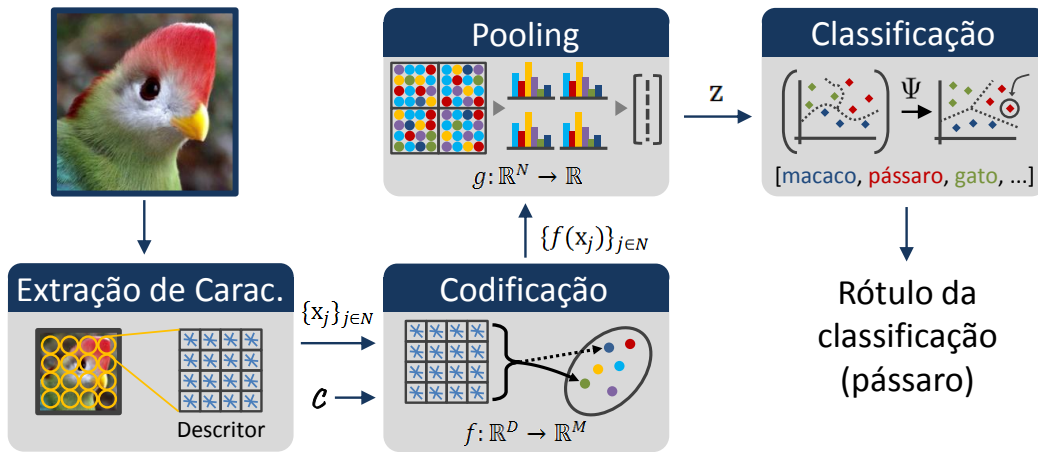 Extração de Carac.
Descritor
{x_j}_{j∈N}
𝒞
Codificação
f: ℝ^D → ℝ^M
{f(x_j)}_{j∈N}
Pooling
g: ℝ^N → ℝ
z
Classificação
Ψ
[macaco, pássaro, gato, ...]
Rótulo da
classificação
(pássaro)